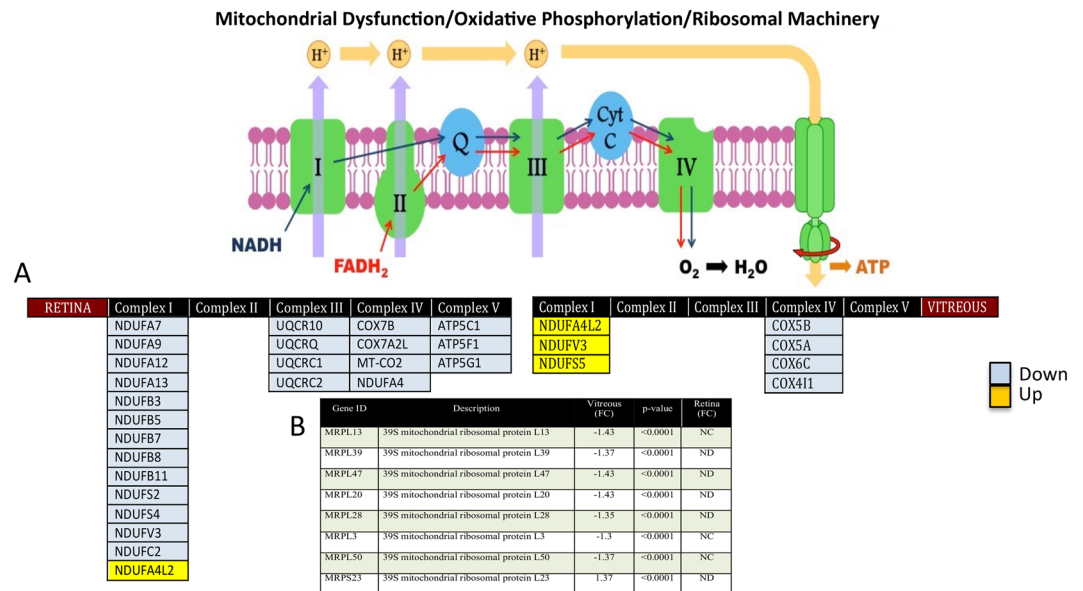 Mitochondrial Dysfunction/Oxidative Phosphorylation/Ribosomal Machinery
H+ H+ H+
I II Q III Cyt C IV
NADH
FADH2
O2 H2O
ATP
A
RETINA Complex I Complex II Complex III Complex IV Complex V
NDUFA7 UQCR10 COX7B ATP5C1
NDUFA9 UQCRQ COX7A2L ATP5F1
NDUFA12 UQCRC1 MT-CO2 ATP5G1
NDUFA13 UQCRC2 NDUFA4
NDUFB3
NDUFB5
NDUFB7
NDUFB8
NDUFB11
NDUFS2
NDUFS4
NDUFV3
NDUFC2
NDUFA4L2
Complex I Complex II Complex III Complex IV Complex V VITREOUS
NDUFA4L2 COX5B
NDUFV3 COX5A
NDUFS5 COX6C
COX4I1
Down
Up
B
Gene ID Description Vitreous (FC) p-value Retina (FC)
MRPL13 39S mitochondrial ribosomal protein L13 -1.43 <0.0001 NC
MRPL39 39S mitochondrial ribosomal protein L39 -1.37 <0.0001 ND
MRPL47 39S mitochondrial ribosomal protein L47 -1.43 <0.0001 ND
MRPL20 39S mitochondrial ribosomal protein L20 -1.43 <0.0001 ND
MRPL28 39S mitochondrial ribosomal protein L28 -1.35 <0.0001 ND
MRPL3 39S mitochondrial ribosomal protein L3 -1.3 <0.0001 NC
MRPL50 39S mitochondrial ribosomal protein L50 -1.37 <0.0001 NC
MRPS23 39S mitochondrial ribosomal protein L23 1.37 <0.0001 ND